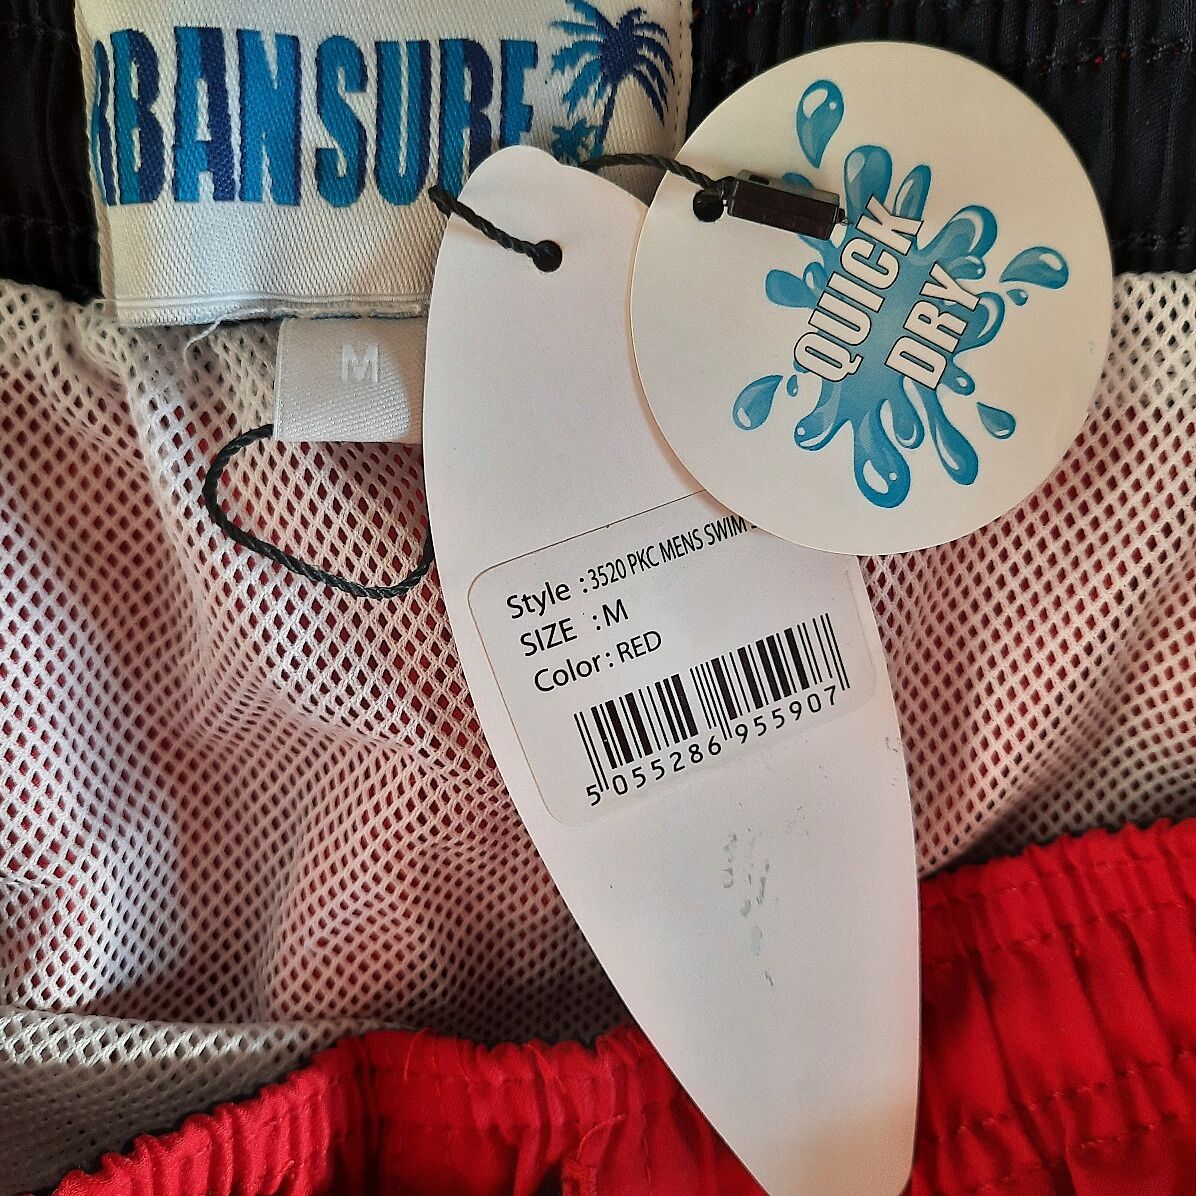 RBANSURF
M
QUICK
DRY
Style : 3520 PKC MENS SWIM
SIZE : M
Color : RED
5 055286 955907